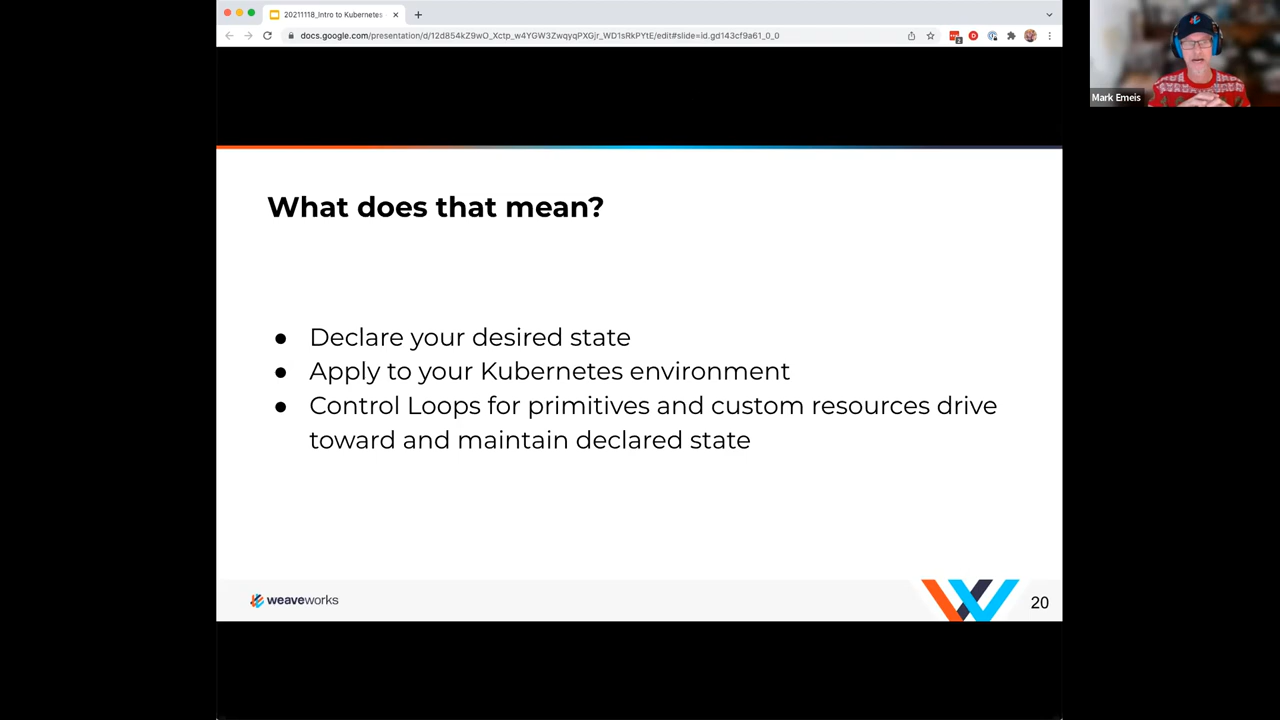 20211118_Intro to Kubernetes
docs.google.com/presentation/d/12d854kZ9wO_Xctp_w4YGW3ZwqyqPXGjr_WD1sRkPYtE/edit#slide=id.gd143cf9a61_0_0
Mark Emeis
What does that mean?
● Declare your desired state
● Apply to your Kubernetes environment
● Control Loops for primitives and custom resources drive
toward and maintain declared state
weaveworks
20